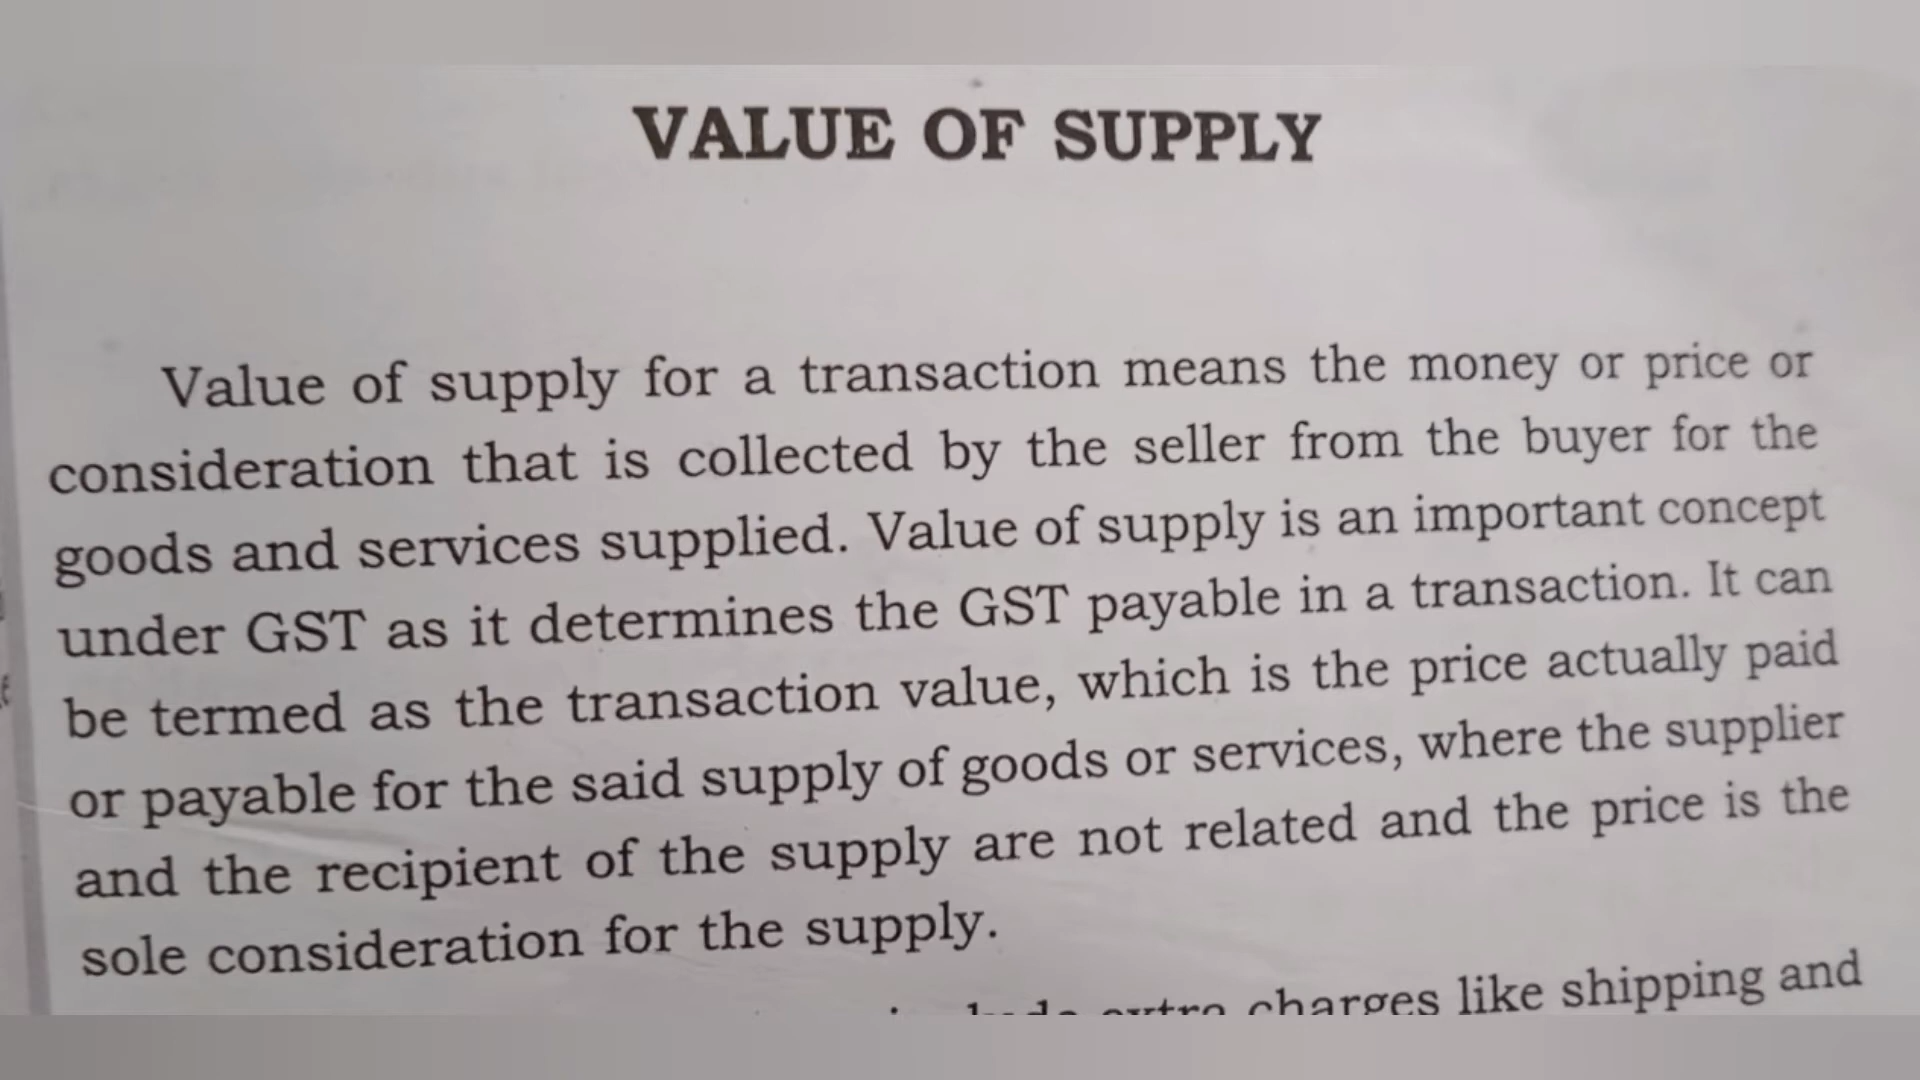 VALUE OF SUPPLY
Value of supply for a transaction means the money or price or
consideration that is collected by the seller from the buyer for the
goods and services supplied. Value of supply is an important concept
under GST as it determines the GST payable in a transaction. It can
be termed as the transaction value, which is the price actually paid
or payable for the said supply of goods or services, where the supplier
and the recipient of the supply are not related and the price is the
sole consideration for the supply.
extra charges like shipping and